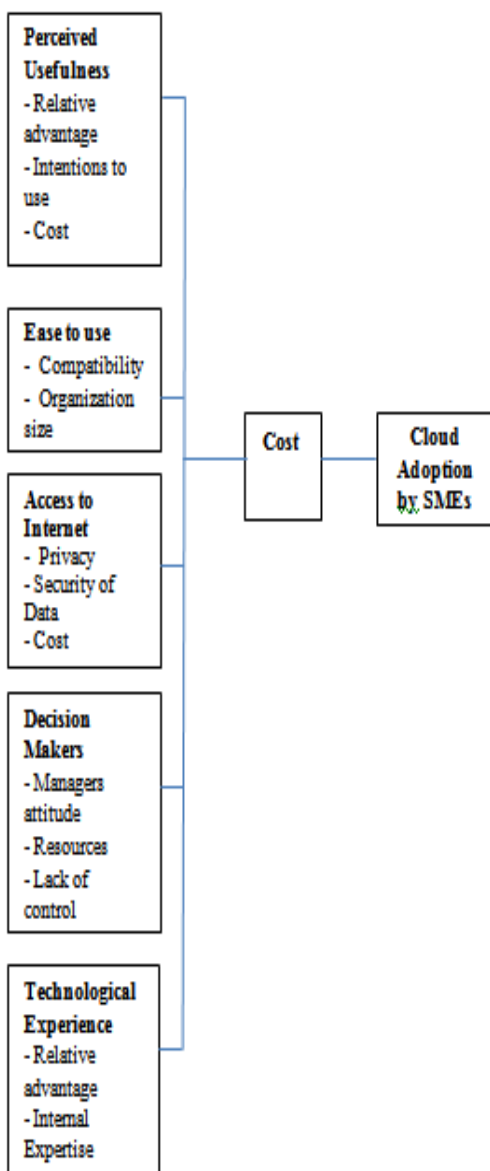 Perceived
Usefulness
- Relative
advantage
- Intentions to
use
- Cost
Ease to use
- Compatibility
- Organization
size
Access to
Internet
- Privacy
- Security of
Data
- Cost
Decision
Makers
- Managers
attitude
- Resources
- Lack of
control
Technological
Experience
- Relative
advantage
- Internal
Expertise
Cost
Cloud
Adoption
by SMEs